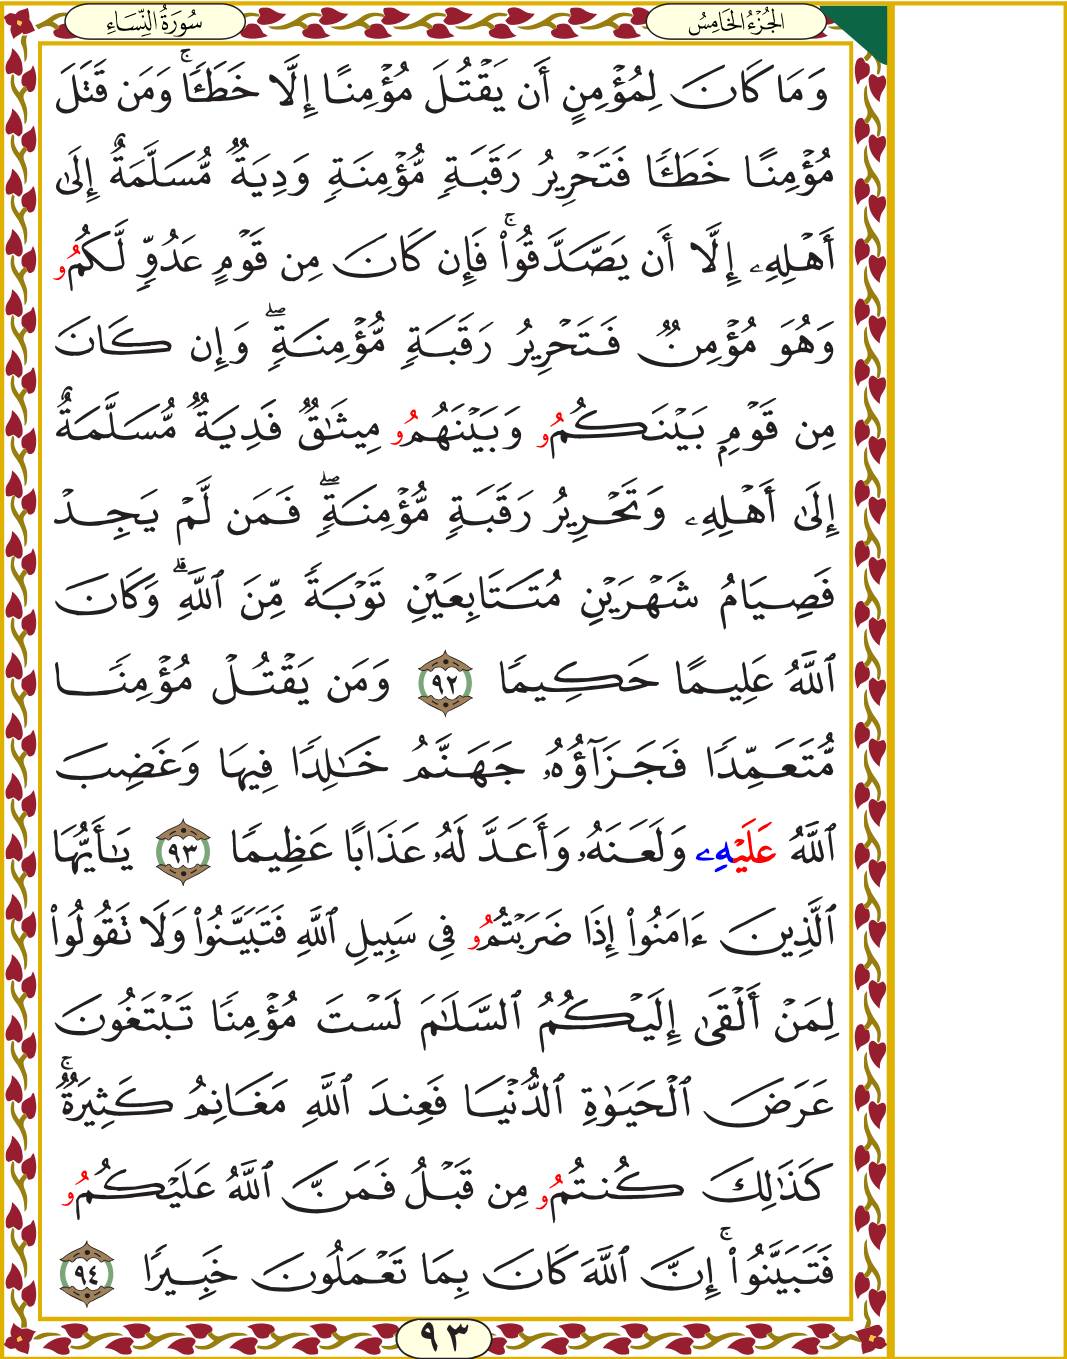 الجُزْءُ الخَامِسُ
سُورَةُ النِّسَاءِ
وَمَا كَانَ لِمُؤْمِنٍ أَن يَقْتُلَ مُؤْمِنًا إِلَّا خَطَـًٔاۚ وَمَن قَتَلَ
مُؤْمِنًا خَطَـًٔا فَتَحْرِيرُ رَقَبَةٍ مُّؤْمِنَةٍ وَدِيَةٌ مُّسَلَّمَةٌ إِلَىٰ
أَهْلِهِۦ إِلَّا أَن يَصَّدَّقُوا۟ۚ فَإِن كَانَ مِن قَوْمٍ عَدُوٍّ لَّكُمُۥ
وَهُوَ مُؤْمِنٌ فَتَحْرِيرُ رَقَبَةٍ مُّؤْمِنَةٍۖ وَإِن كَانَ
مِن قَوْمٍ بَيْنَكُمُۥ وَبَيْنَهُمُۥ مِيثَٰقٌ فَدِيَةٌ مُّسَلَّمَةٌ
إِلَىٰ أَهْلِهِۦ وَتَحْرِيرُ رَقَبَةٍ مُّؤْمِنَةٍۖ فَمَن لَّمْ يَجِدْ
فَصِيَامُ شَهْرَيْنِ مُتَتَابِعَيْنِ تَوْبَةً مِّنَ ٱللَّهِۗ وَكَانَ
ٱللَّهُ عَلِيمًا حَكِيمًا ٩٢ وَمَن يَقْتُلْ مُؤْمِنًا
مُّتَعَمِّدًا فَجَزَآؤُهُۥ جَهَنَّمُ خَٰلِدًا فِيهَا وَغَضِبَ
ٱللَّهُ عَلَيْهِۦ وَلَعَنَهُۥ وَأَعَدَّ لَهُۥ عَذَابًا عَظِيمًا ٩٣ يَٰٓأَيُّهَا
ٱلَّذِينَ ءَامَنُوا۟ إِذَا ضَرَبْتُمُۥ فِى سَبِيلِ ٱللَّهِ فَتَبَيَّنُوا۟ وَلَا تَقُولُوا۟
لِمَنْ أَلْقَىٰ إِلَيْكُمُ ٱلسَّلَٰمَ لَسْتَ مُؤْمِنًا تَبْتَغُونَ
عَرَضَ ٱلْحَيَوٰةِ ٱلدُّنْيَا فَعِندَ ٱللَّهِ مَغَانِمُ كَثِيرَةٌۚ
كَذَٰلِكَ كُنتُمُۥ مِن قَبْلُ فَمَنَّ ٱللَّهُ عَلَيْكُمُۥ
فَتَبَيَّنُوا۟ۚ إِنَّ ٱللَّهَ كَانَ بِمَا تَعْمَلُونَ خَبِيرًا ٩٤
٩٣